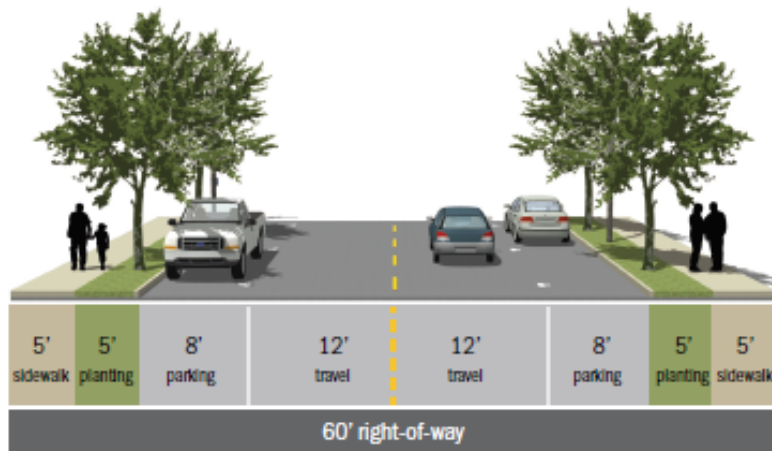 5' 5' 8' 12' 12' 8' 5' 5'
sidewalk planting parking travel travel parking planting sidewalk
60' right-of-way